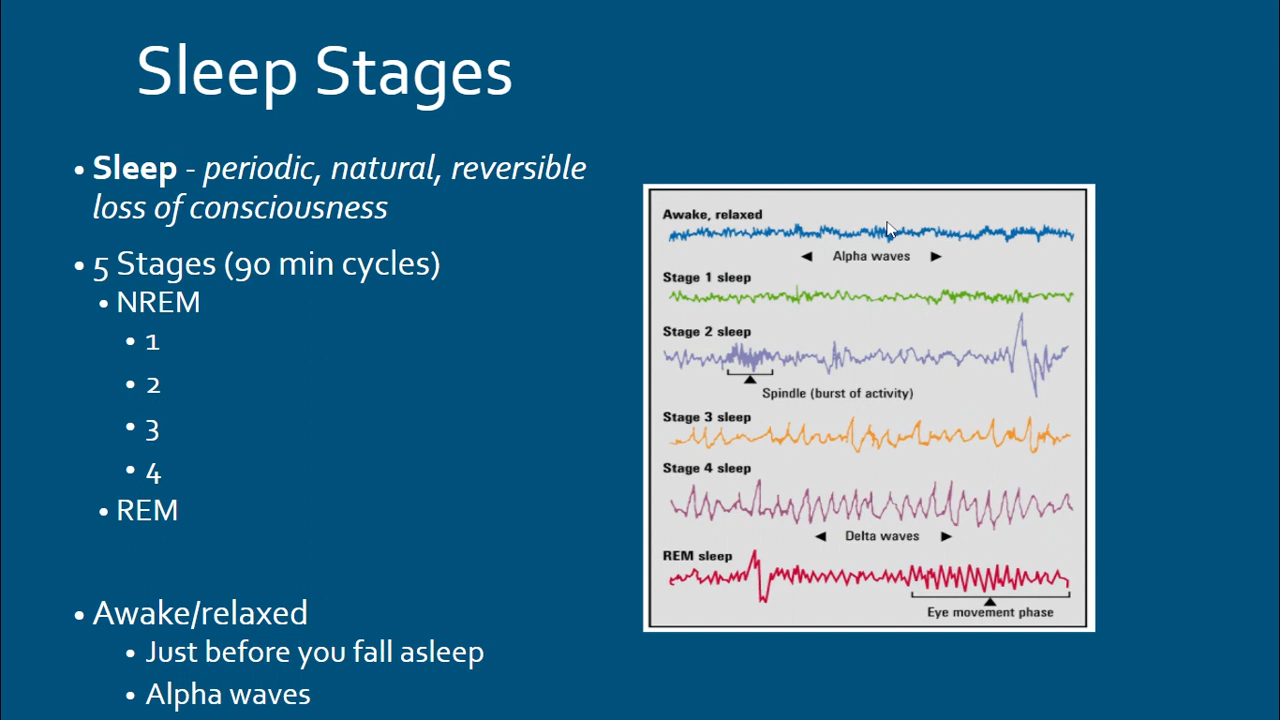 Sleep Stages
• Sleep - periodic, natural, reversible
loss of consciousness
• 5 Stages (90 min cycles)
• NREM
• 1
• 2
• 3
• 4
• REM
• Awake/relaxed
• Just before you fall asleep
• Alpha waves
Awake, relaxed
Alpha waves
Stage 1 sleep
Stage 2 sleep
Spindle (burst of activity)
Stage 3 sleep
Stage 4 sleep
Delta waves
REM sleep
Eye movement phase